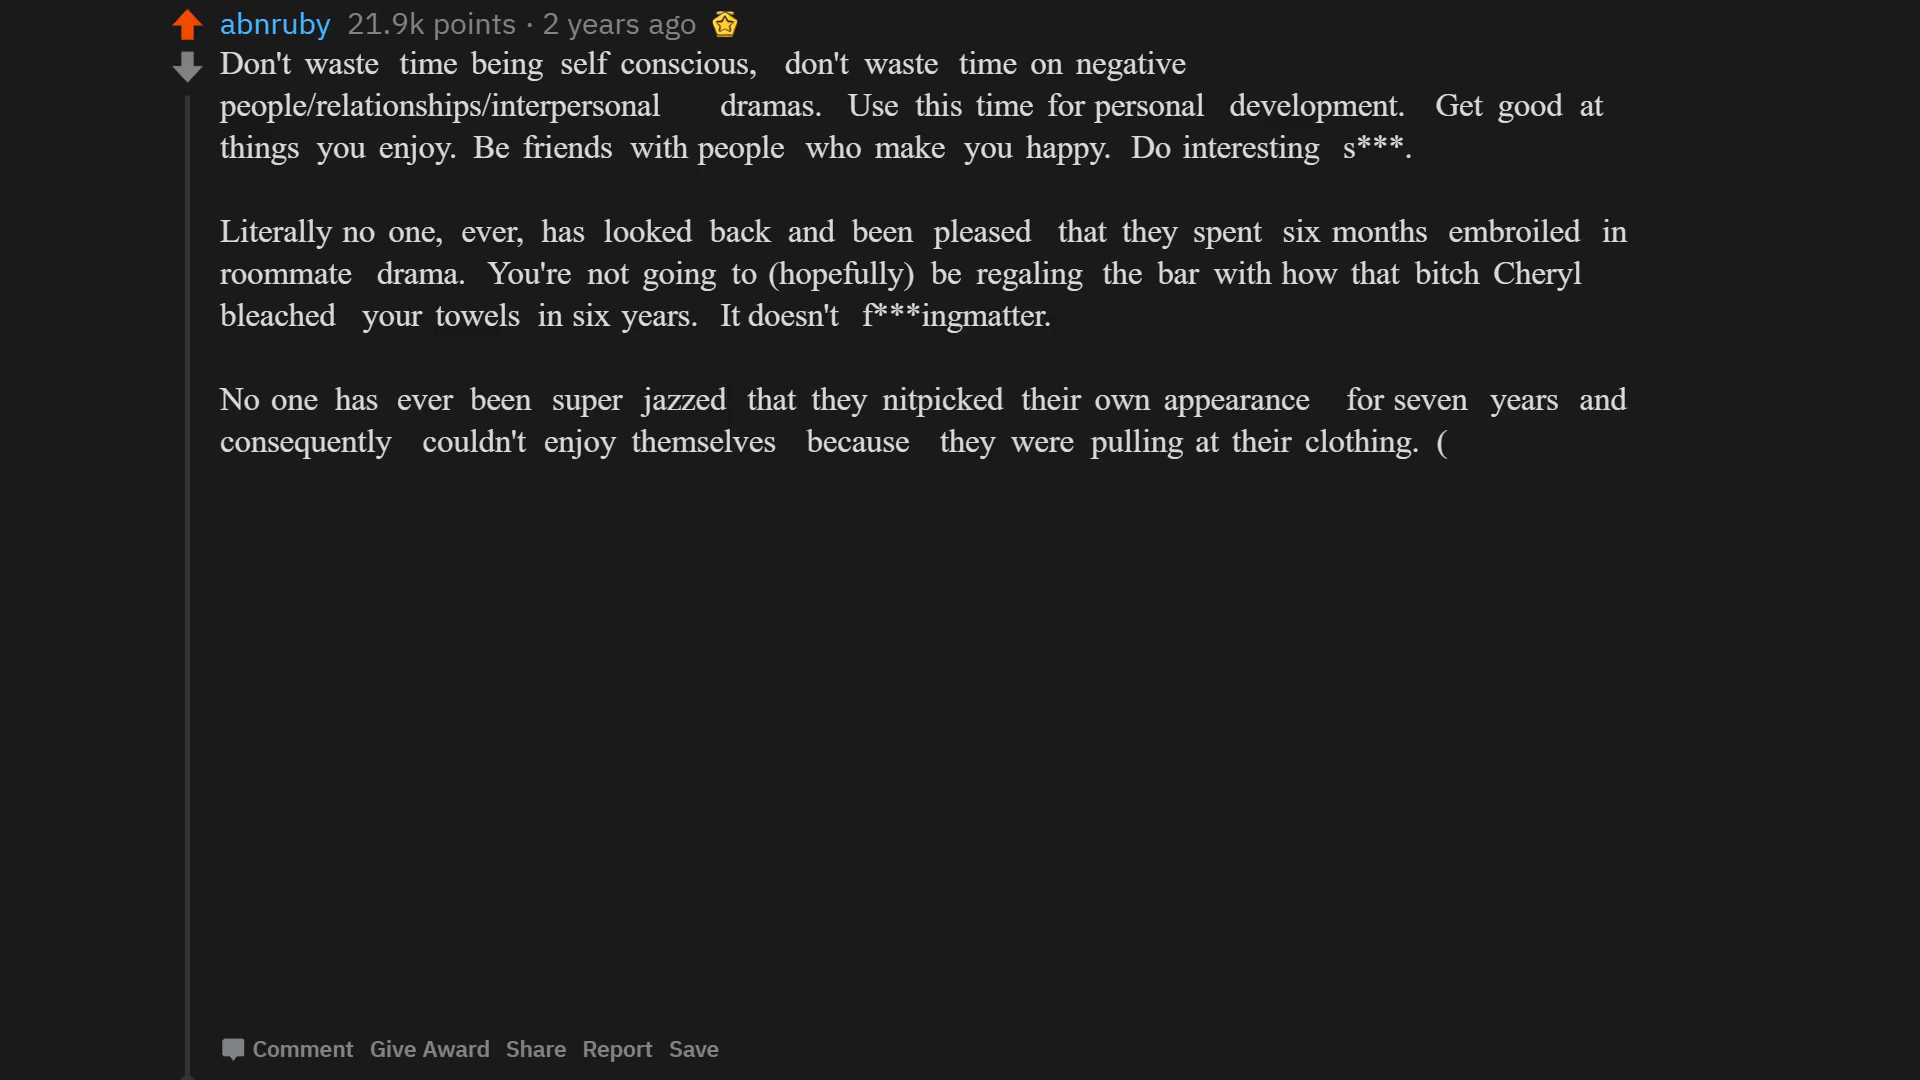 abnruby 21.9k points · 2 years ago
Don't waste time being self conscious, don't waste time on negative
people/relationships/interpersonal dramas. Use this time for personal development. Get good at
things you enjoy. Be friends with people who make you happy. Do interesting s***.
Literally no one, ever, has looked back and been pleased that they spent six months embroiled in
roommate drama. You're not going to (hopefully) be regaling the bar with how that bitch Cheryl
bleached your towels in six years. It doesn't f***ingmatter.
No one has ever been super jazzed that they nitpicked their own appearance for seven years and
consequently couldn't enjoy themselves because they were pulling at their clothing. (
Comment Give Award Share Report Save